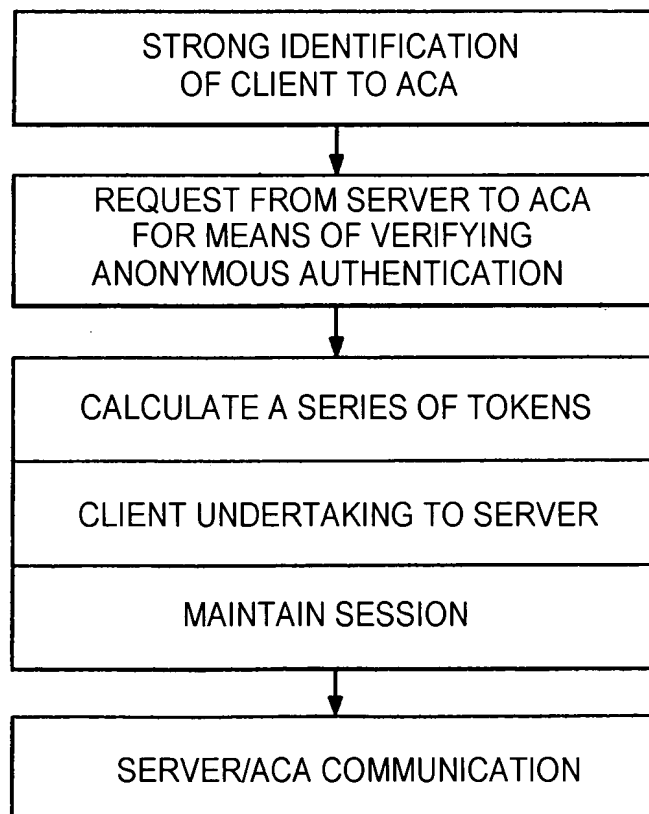 STRONG IDENTIFICATION
OF CLIENT TO ACA
REQUEST FROM SERVER TO ACA
FOR MEANS OF VERIFYING
ANONYMOUS AUTHENTICATION
CALCULATE A SERIES OF TOKENS
CLIENT UNDERTAKING TO SERVER
MAINTAIN SESSION
SERVER/ACA COMMUNICATION